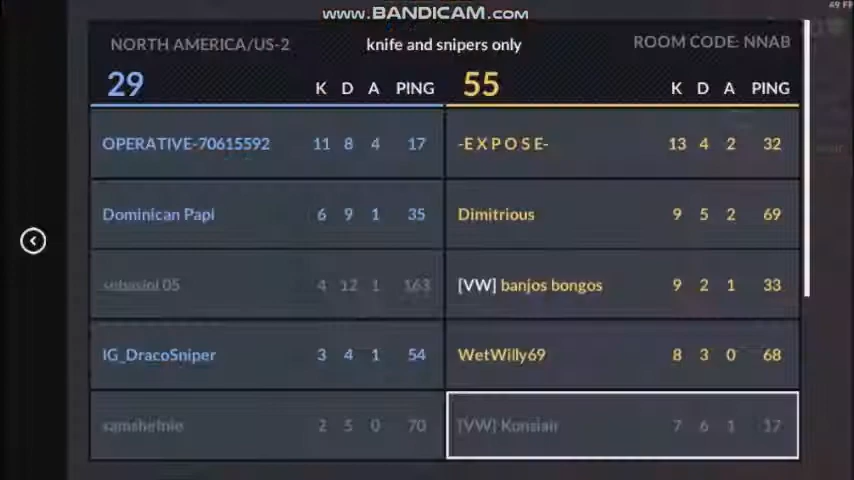 www.BANDICAM.com
49 FP
NORTH AMERICA/US-2
knife and snipers only
ROOM CODE: NNAB
29 K D A PING
55 K D A PING
OPERATIVE-70615592 11 8 4 17
-E X P O S E- 13 4 2 32
Dominican Papi 6 9 1 35
Dimitrious 9 5 2 69
4 12 1 163
[VW] banjos bongos 9 2 1 33
IG_DracoSniper 3 4 1 54
WetWilly69 8 3 0 68
2 5 0 70
[VW] 7 6 1 17